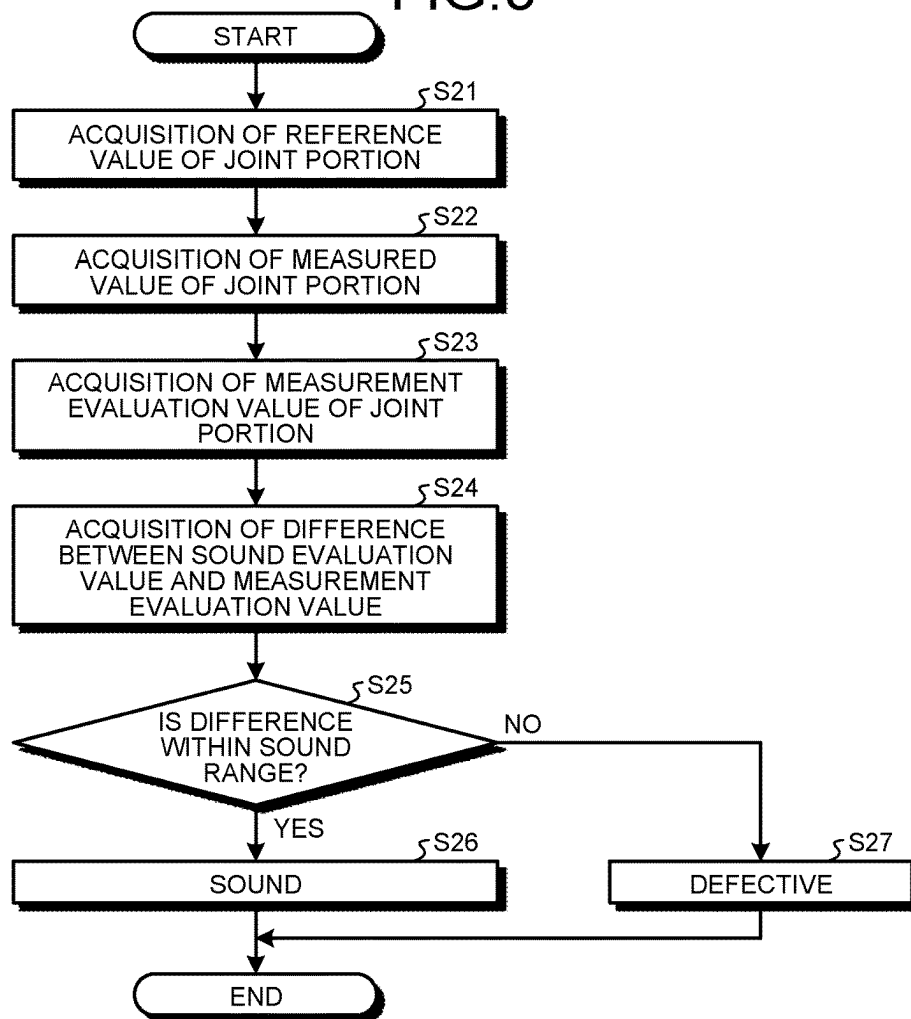 START
S21
ACQUISITION OF REFERENCE
VALUE OF JOINT PORTION
S22
ACQUISITION OF MEASURED
VALUE OF JOINT PORTION
S23
ACQUISITION OF MEASUREMENT
EVALUATION VALUE OF JOINT
PORTION
S24
ACQUISITION OF DIFFERENCE
BETWEEN SOUND EVALUATION
VALUE AND MEASUREMENT
EVALUATION VALUE
S25
IS DIFFERENCE
WITHIN SOUND
RANGE?
NO
YES
S26
SOUND
S27
DEFECTIVE
END